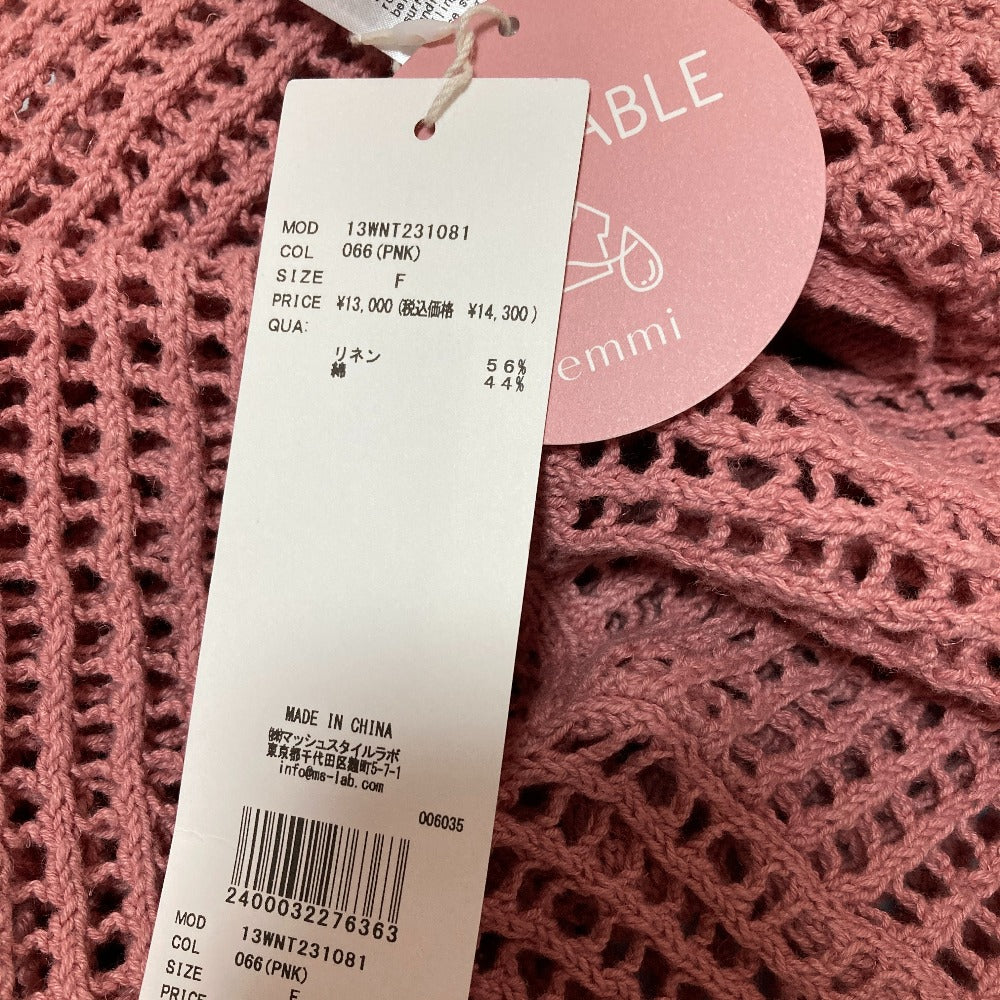 ABLE
emmi
MOD 13WNT231081
COL 066(PNK)
SIZE F
PRICE ¥13,000(税込価格 ¥14,300)
QUA:
リネン 56%
綿 44%
MADE IN CHINA
㈱マッシュスタイルラボ
東京都千代田区麹町5-7-1
info@ms-lab.com
006035
2400032276363
MOD 13WNT231081
COL 066(PNK)
SIZE F
PRICE